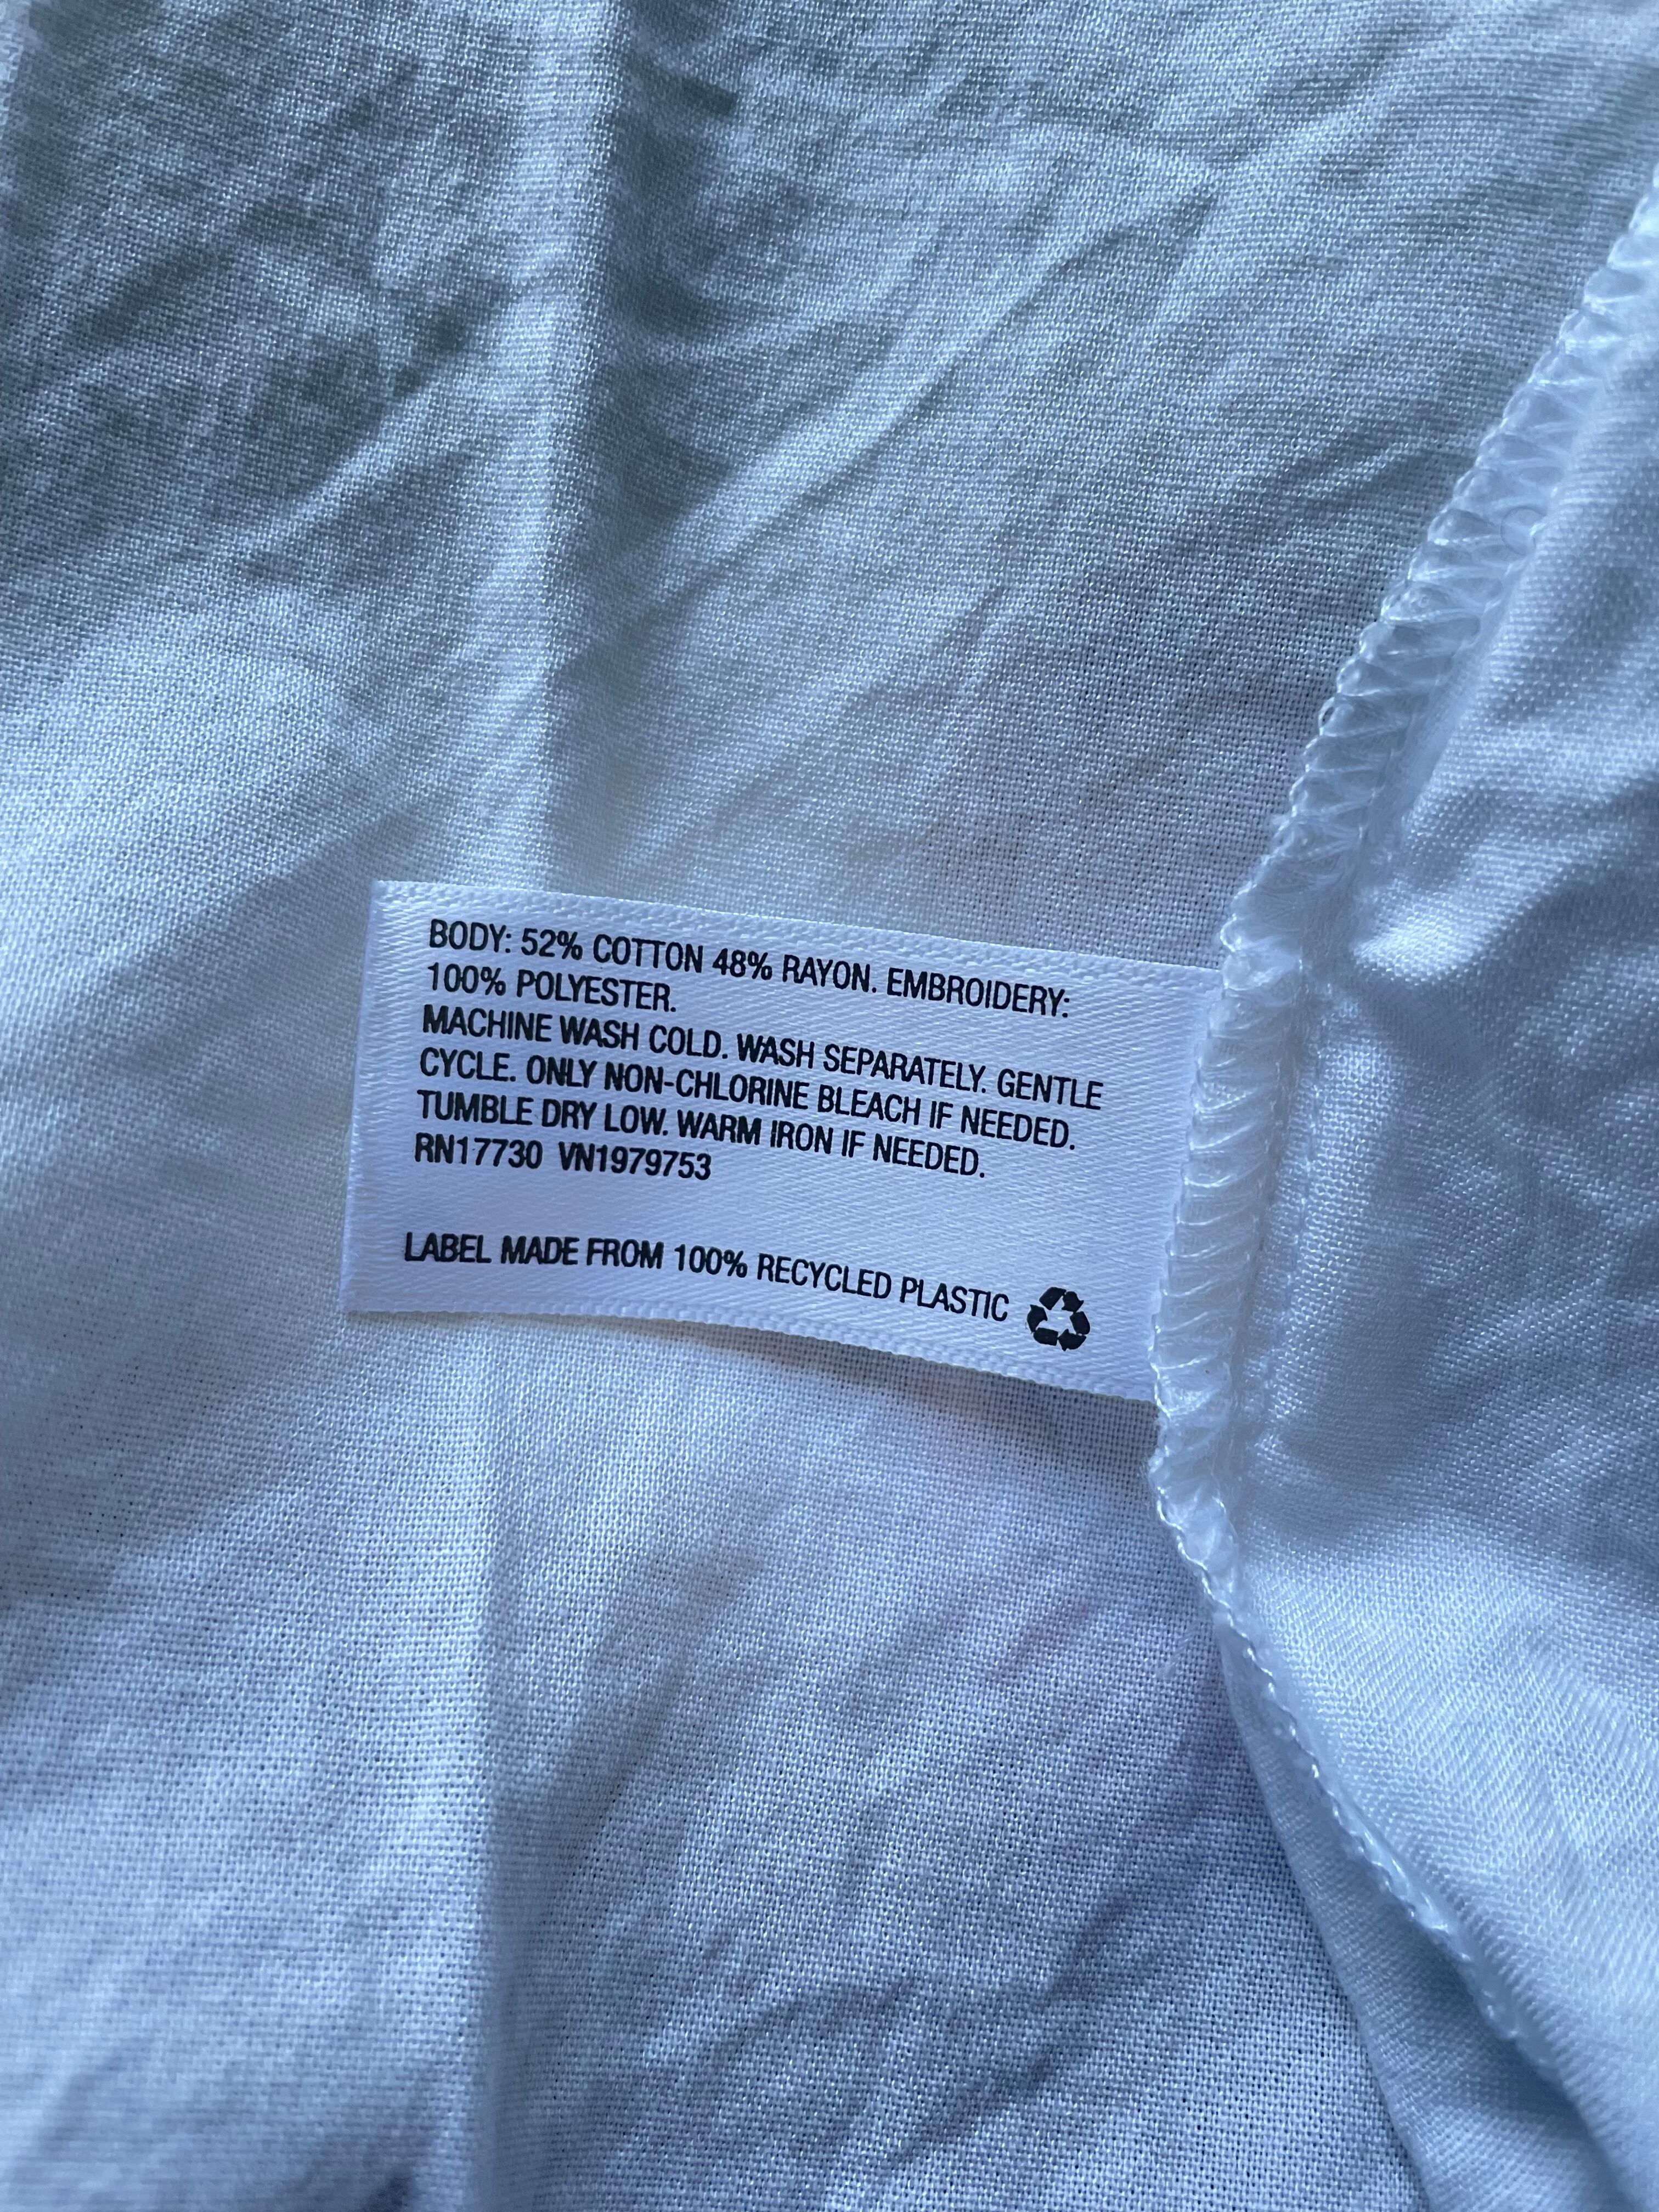 BODY: 52% COTTON 48% RAYON. EMBROIDERY:
100% POLYESTER.
MACHINE WASH COLD. WASH SEPARATELY. GENTLE
CYCLE. ONLY NON-CHLORINE BLEACH IF NEEDED.
TUMBLE DRY LOW. WARM IRON IF NEEDED.
RN17730 VN1979753
LABEL MADE FROM 100% RECYCLED PLASTIC